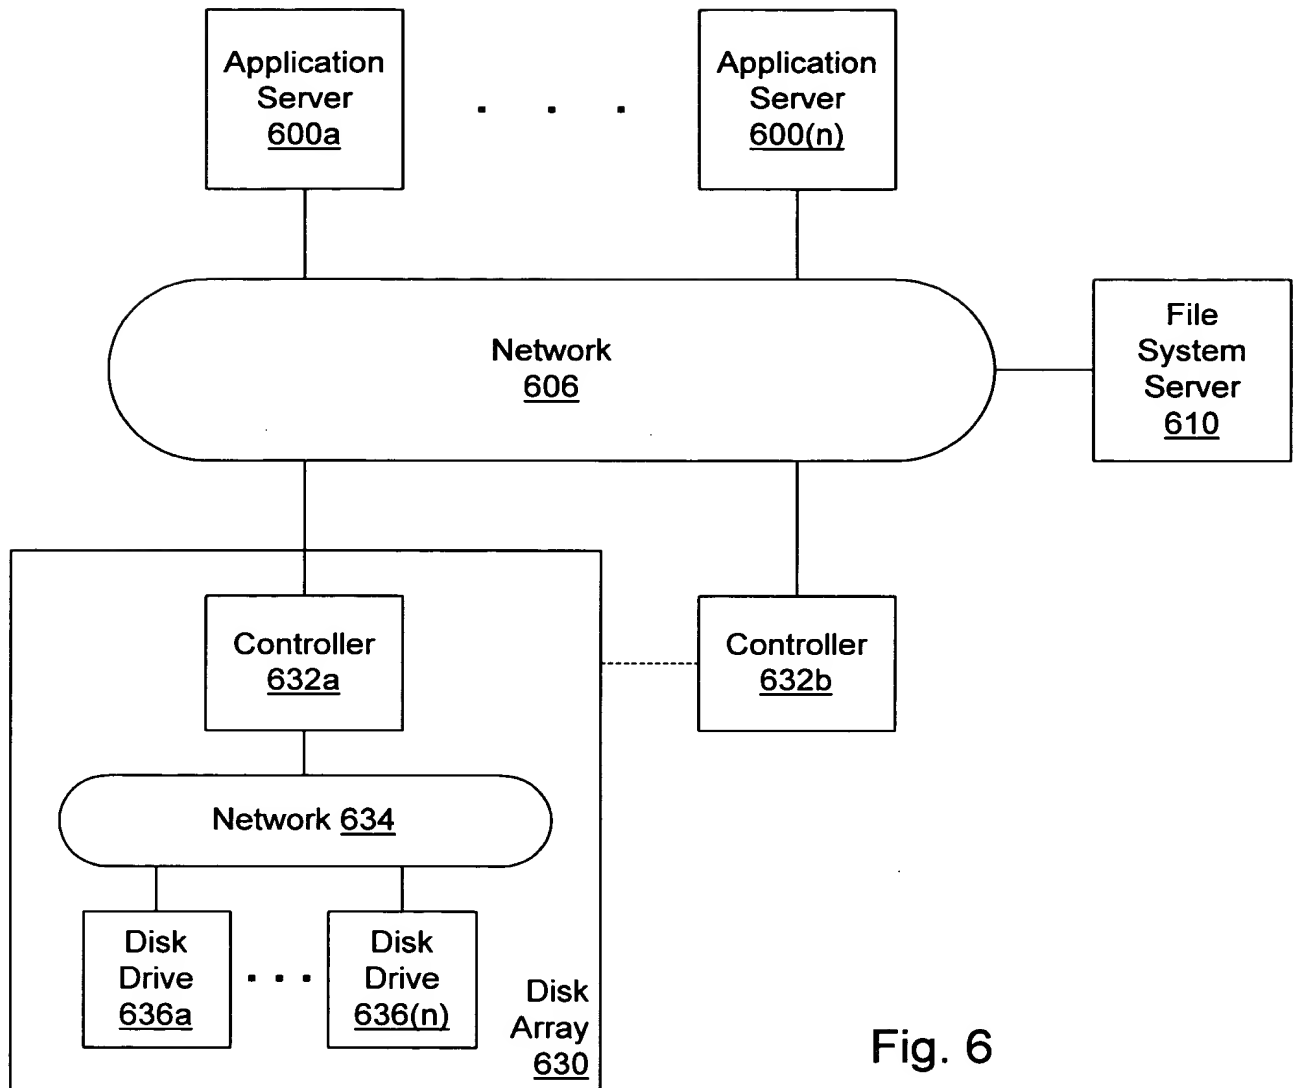 Application
Server
600a
. . .
Application
Server
600(n)
Network
606
File
System
Server
610
Controller
632a
Controller
632b
Network 634
Disk
Drive
636a
. . .
Disk
Drive
636(n)
Disk
Array
630
Fig. 6